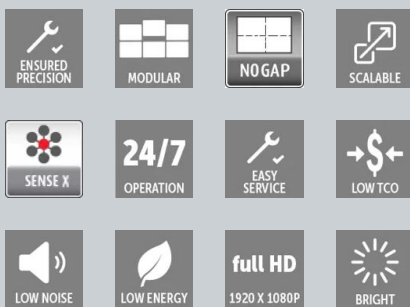 ENSURED
PRECISION
MODULAR
NO GAP
SCALABLE
SENSE X
24/7
OPERATION
EASY
SERVICE
$
LOW TCO
LOW NOISE
LOW ENERGY
full HD
1920 X 1080P
BRIGHT